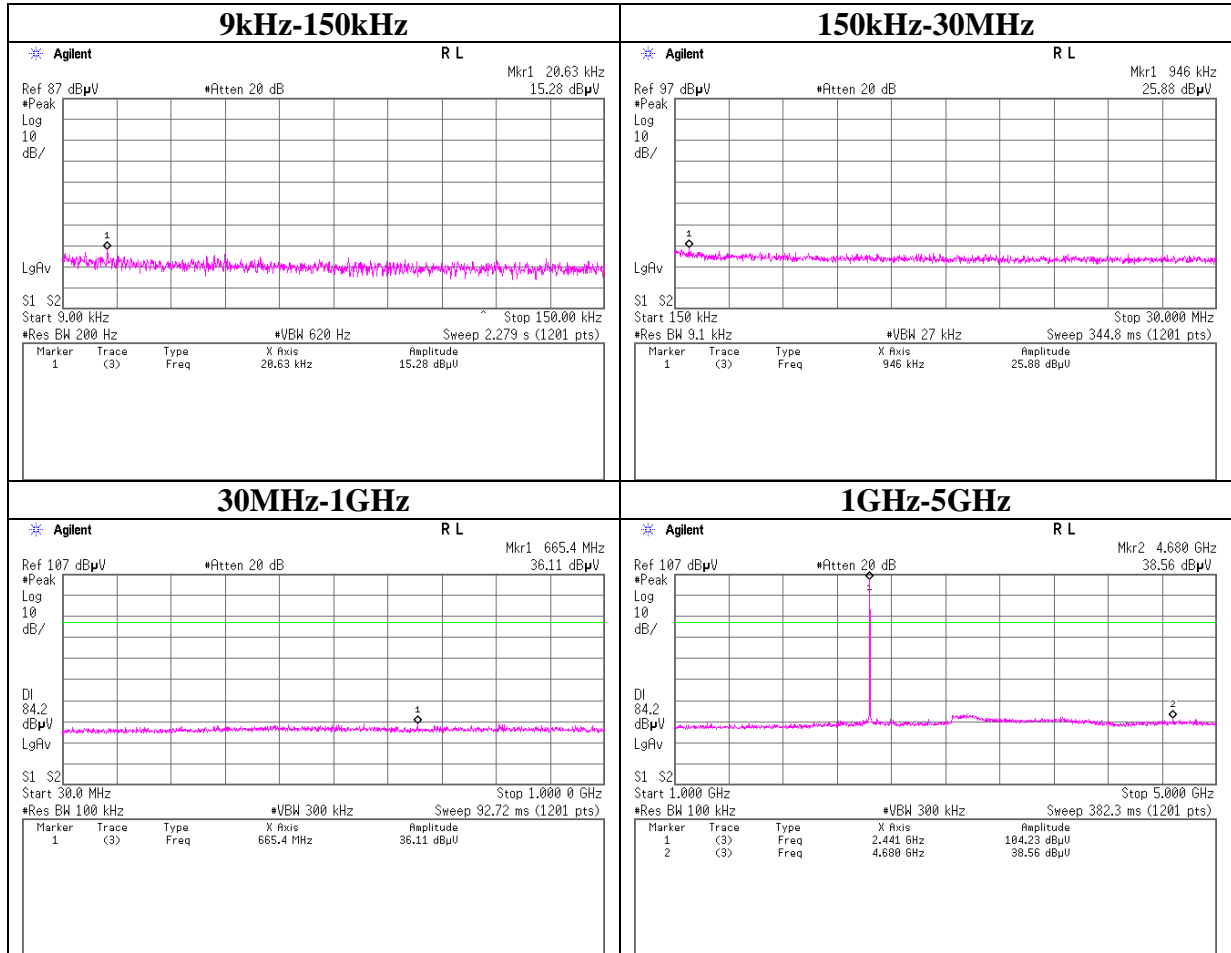 9kHz-150kHz
Agilent R L
Mkr1 20.63 kHz
Ref 87 dBµV #Atten 20 dB 15.28 dBµV
#Peak
Log
10
dB/
1
LgAv
S1 S2
Start 9.00 kHz ^ Stop 150.00 kHz
#Res BW 200 Hz #VBW 620 Hz Sweep 2.279 s (1201 pts)
Marker Trace Type X Axis Amplitude
1 (3) Freq 20.63 kHz 15.28 dBµV
150kHz-30MHz
Agilent R L
Mkr1 946 kHz
Ref 97 dBµV #Atten 20 dB 25.88 dBµV
#Peak
Log
10
dB/
1
LgAv
S1 S2
Start 150 kHz Stop 30.000 MHz
#Res BW 9.1 kHz #VBW 27 kHz Sweep 344.8 ms (1201 pts)
Marker Trace Type X Axis Amplitude
1 (3) Freq 946 kHz 25.88 dBµV
30MHz-1GHz
Agilent R L
Mkr1 665.4 MHz
Ref 107 dBµV #Atten 20 dB 36.11 dBµV
#Peak
Log
10
dB/
DI
84.2
dBµV
1
LgAv
S1 S2
Start 30.0 MHz Stop 1.000 0 GHz
#Res BW 100 kHz #VBW 300 kHz Sweep 92.72 ms (1201 pts)
Marker Trace Type X Axis Amplitude
1 (3) Freq 665.4 MHz 36.11 dBµV
1GHz-5GHz
Agilent R L
Mkr2 4.680 GHz
Ref 107 dBµV #Atten 20 dB 38.56 dBµV
#Peak
1
Log
10
dB/
DI
84.2
dBµV
2
LgAv
S1 S2
Start 1.000 GHz Stop 5.000 GHz
#Res BW 100 kHz #VBW 300 kHz Sweep 382.3 ms (1201 pts)
Marker Trace Type X Axis Amplitude
1 (3) Freq 2.441 GHz 104.23 dBµV
2 (3) Freq 4.680 GHz 38.56 dBµV